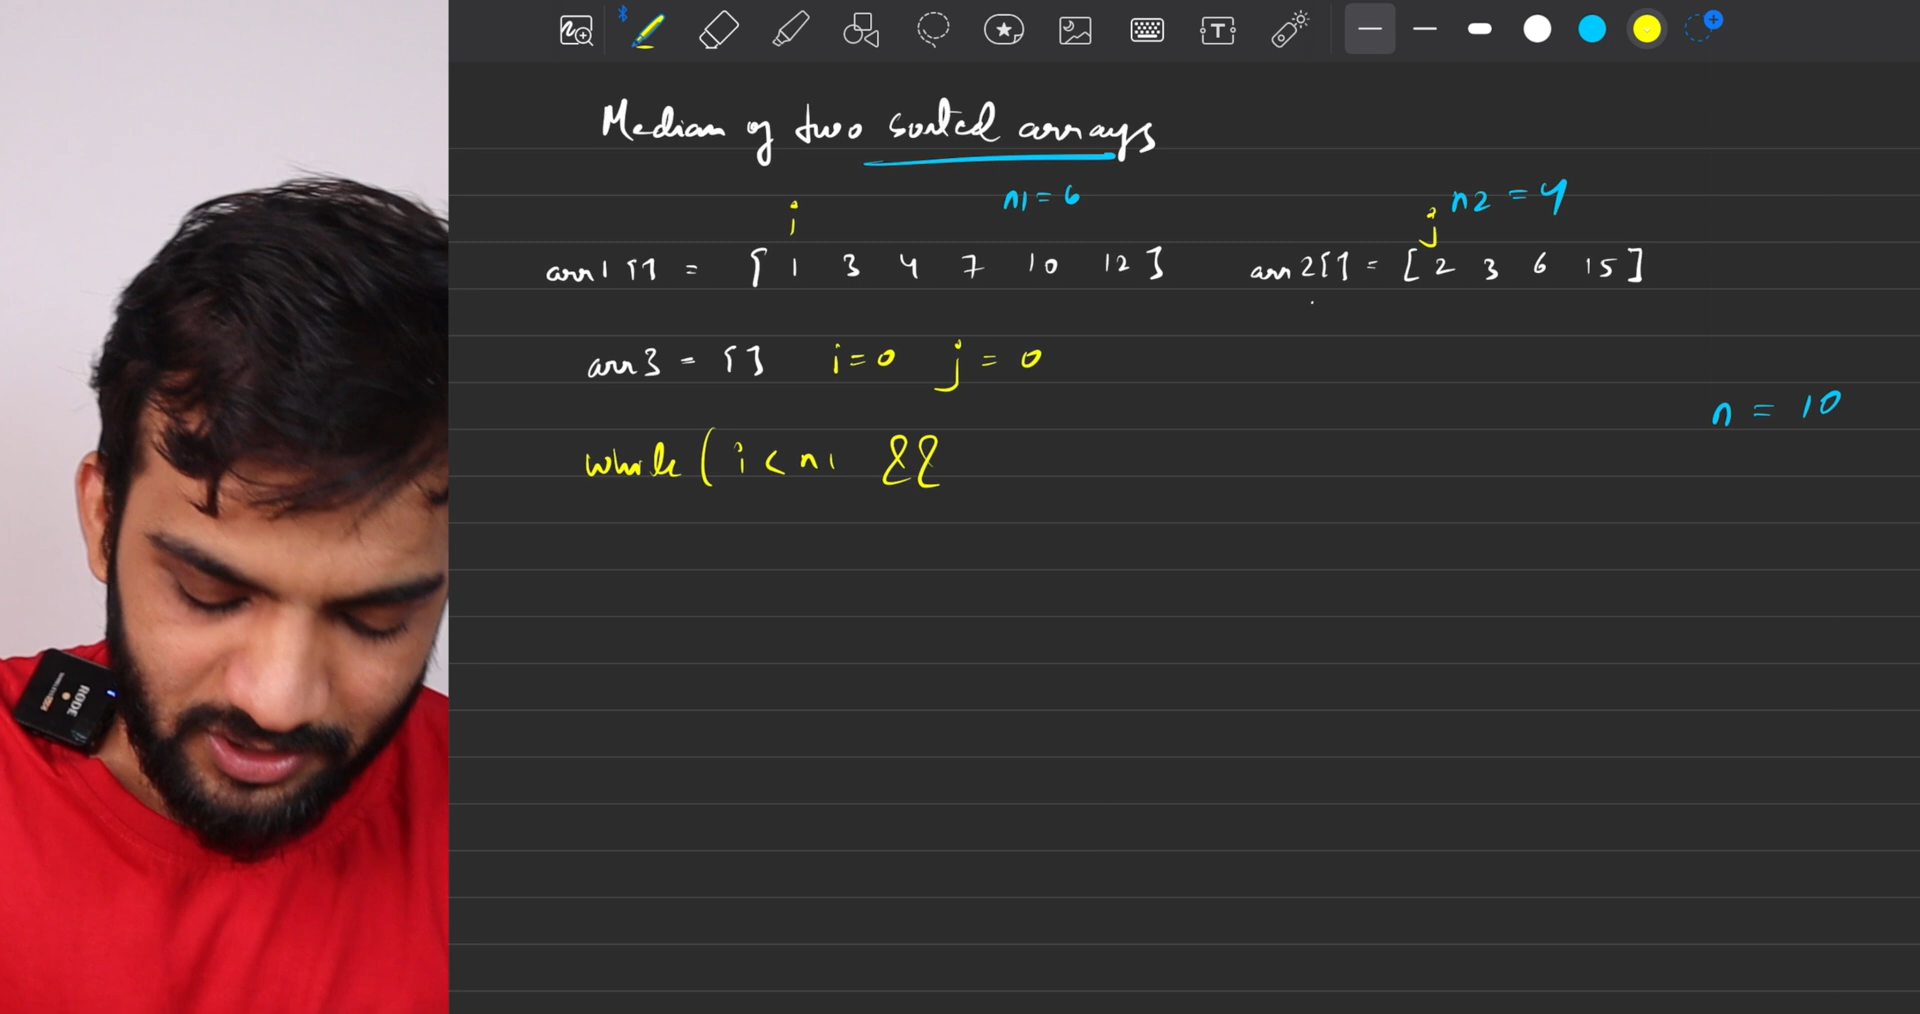 Median of two sorted arrays
n1 = 6
n2 = 4
i
j
arr1[] = [ 1 3 4 7 10 12 ]
arr2[] = [ 2 3 6 15 ]
arr3 = [] i = 0 j = 0
n = 10
while ( i < n1 &&
RODE